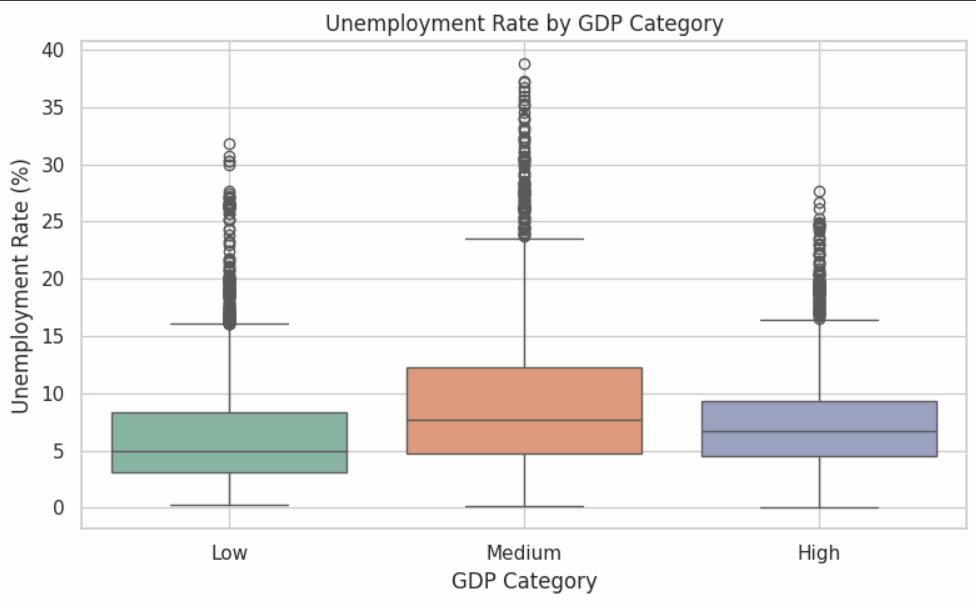 Unemployment Rate by GDP Category
Unemployment Rate (%)
40
35
30
25
20
15
10
5
0
Low
Medium
High
GDP Category